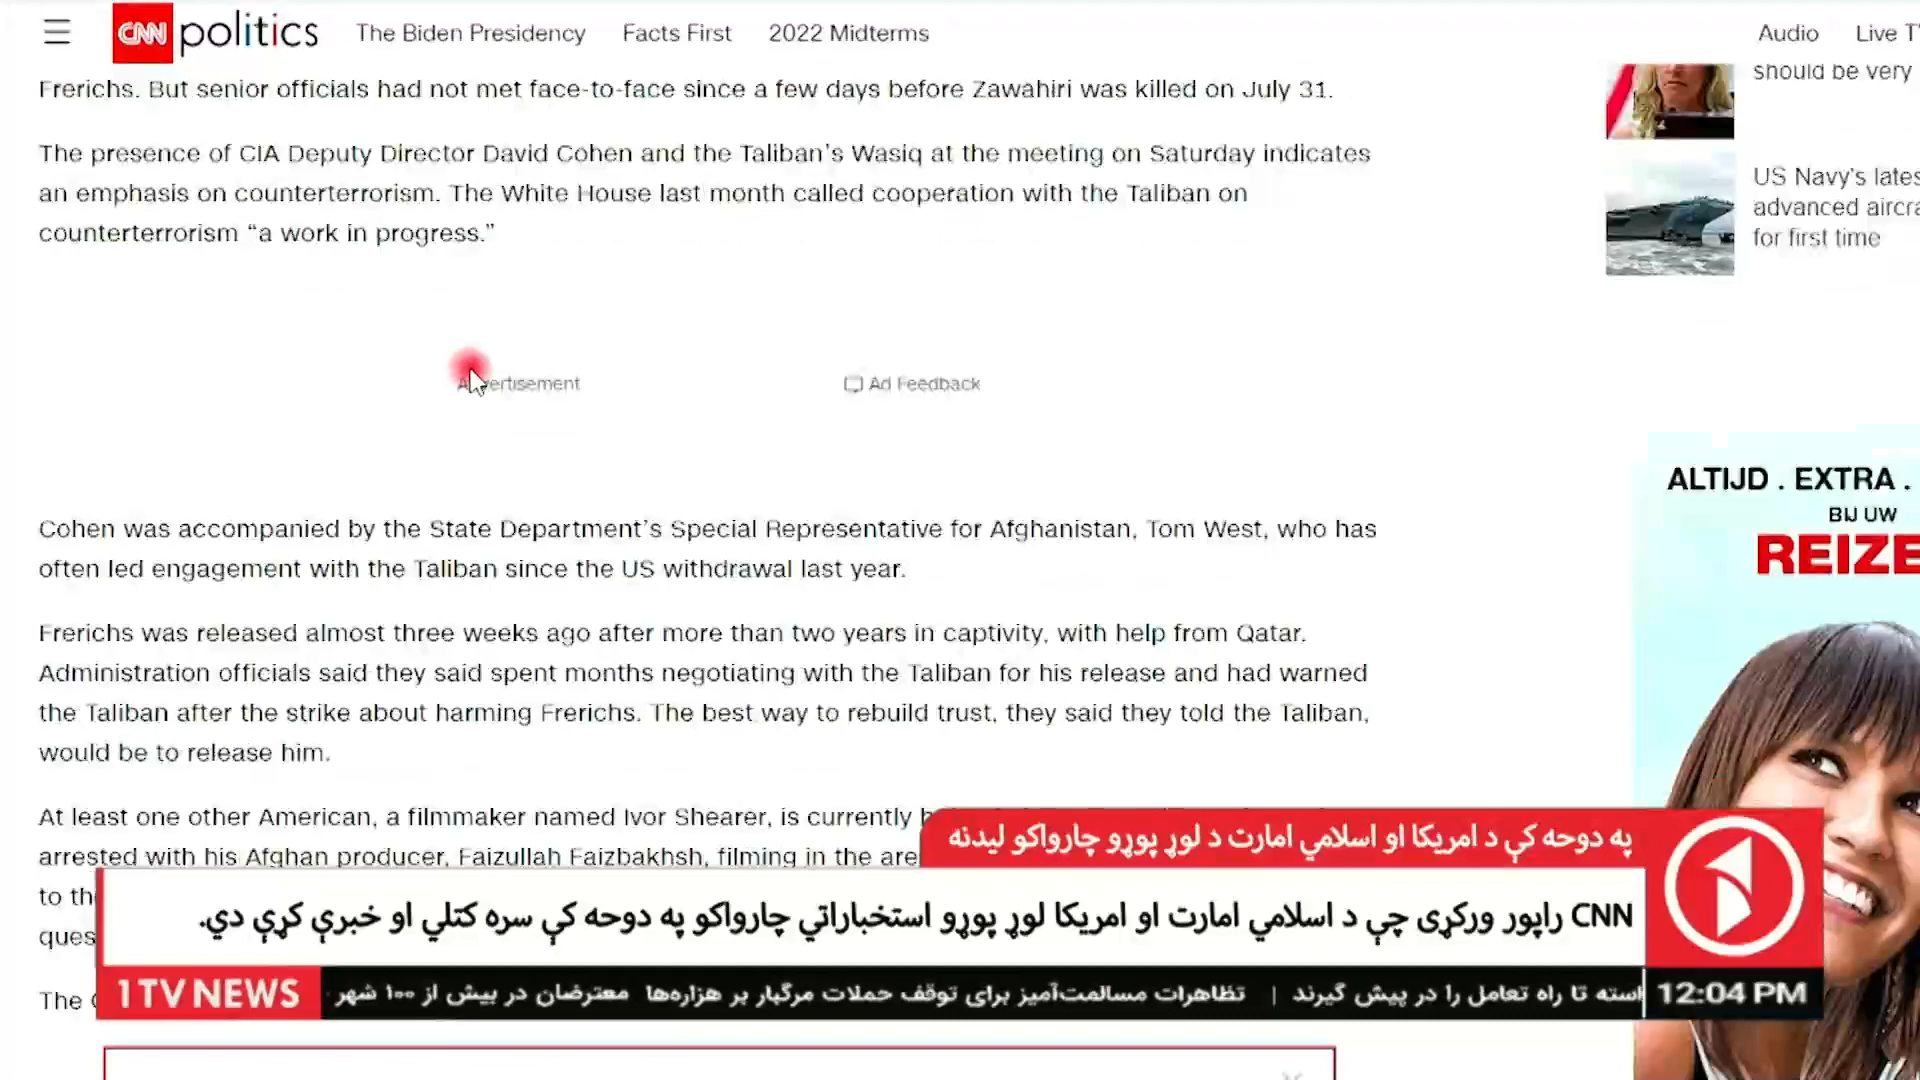 CNN politics The Biden Presidency Facts First 2022 Midterms Audio Live
Frerichs. But senior officials had not met face-to-face since a few days before Zawahiri was killed on July 31.
The presence of CIA Deputy Director David Cohen and the Taliban's Wasiq at the meeting on Saturday indicates
an emphasis on counterterrorism. The White House last month called cooperation with the Taliban on
counterterrorism “a work in progress.”
Advertisement
Ad Feedback
Cohen was accompanied by the State Department's Special Representative for Afghanistan, Tom West, who has
often led engagement with the Taliban since the US withdrawal last year.
Frerichs was released almost three weeks ago after more than two years in captivity, with help from Qatar.
Administration officials said they said spent months negotiating with the Taliban for his release and had warned
the Taliban after the strike about harming Frerichs. The best way to rebuild trust, they said they told the Taliban,
would be to release him.
At least one other American, a filmmaker named Ivor Shearer, is currently
arrested with his Afghan producer, Faizullah Faizbakhsh, filming in the are
to th
ques
The
should be very
US Navy's lates
advanced aircra
for first time
ALTIJD . EXTRA .
BIJ UW
REIZE
په دوحه کې د امریکا او اسلامي امارت د لوړ پوړو چارواکو لیدنه
CNN راپور ورکړی چې د اسلامي امارت او امریکا لوړ پوړو استخباراتي چارواکو په دوحه کې سره کتلي او خبرې کړې دي.
1TV NEWS
استه تا راه تعامل را در پیش گیرند | تظاهرات مسالمت‌آمیز برای توقف حملات مرگبار بر هزاره‌ها معترضان در بیش از ۱۰۰ شهر
12:04 PM